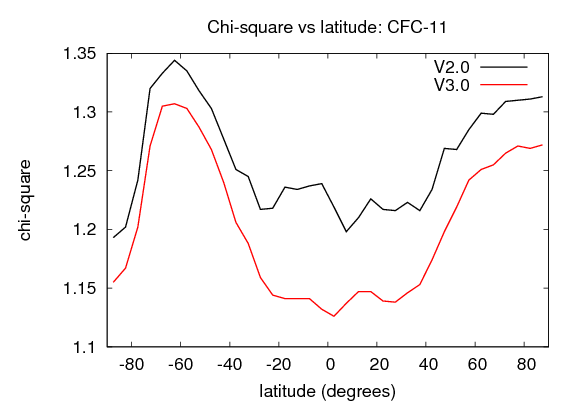 Chi-square vs latitude: CFC-11
V2.0
V3.0
chi-square
1.35
1.3
1.25
1.2
1.15
1.1
-80 -60 -40 -20 0 20 40 60 80
latitude (degrees)